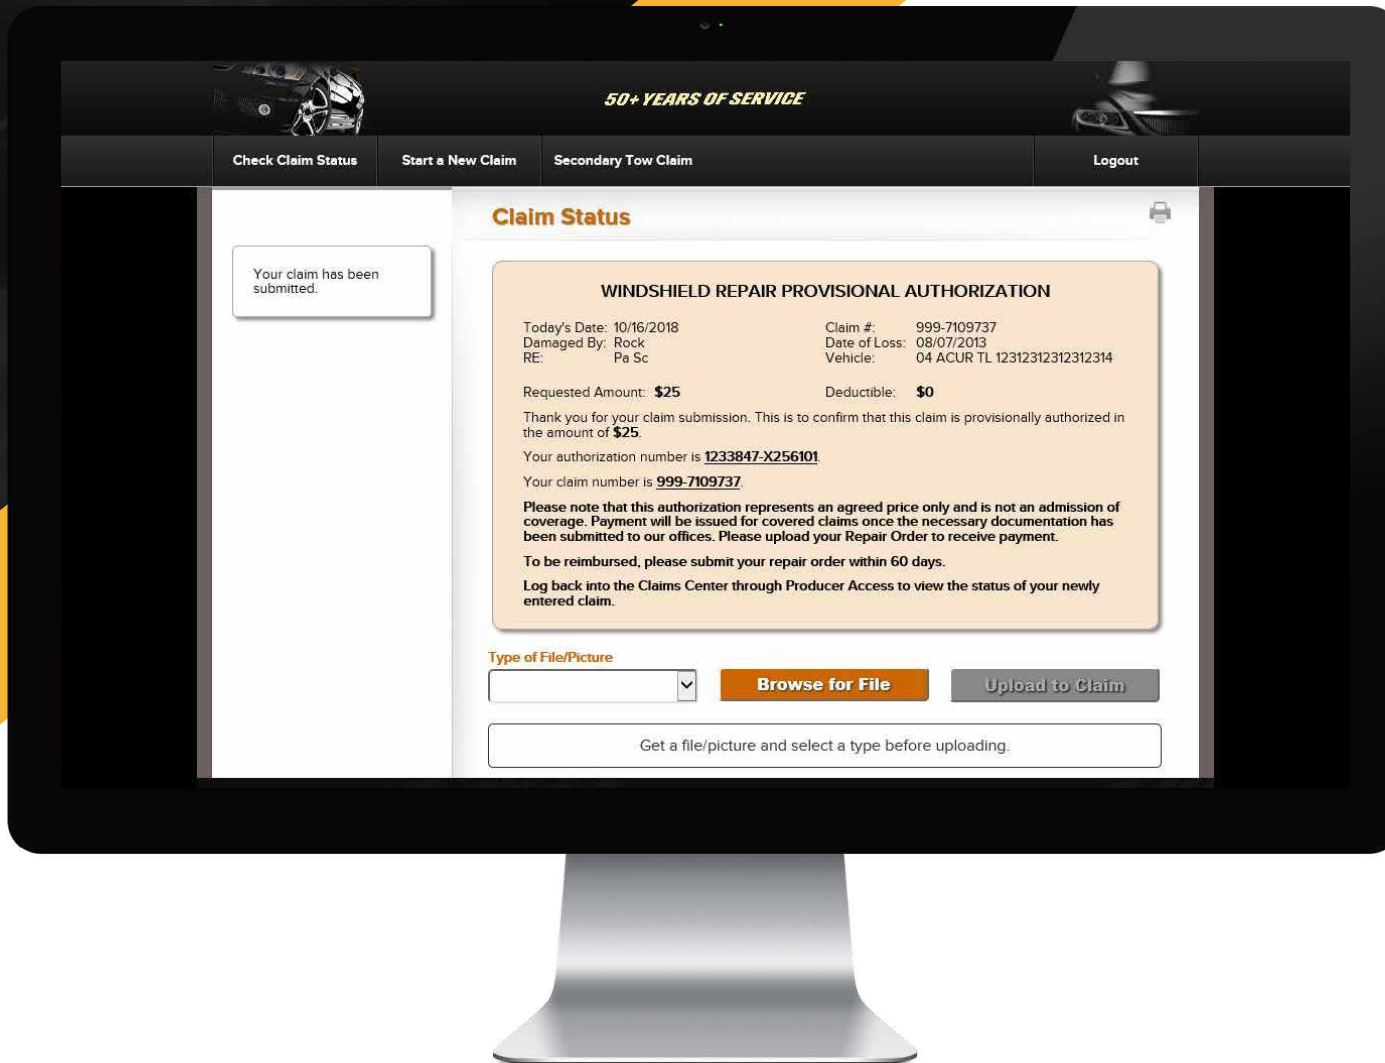 50+ YEARS OF SERVICE
Check Claim Status
Start a New Claim
Secondary Tow Claim
Logout
Your claim has been
submitted.
Claim Status
WINDSHIELD REPAIR PROVISIONAL AUTHORIZATION
Today's Date: 10/16/2018
Damaged By: Rock
RE: Pa Sc
Claim #: 999-7109737
Date of Loss: 08/07/2013
Vehicle: 04 ACUR TL 12312312312312314
Requested Amount: $25
Deductible: $0
Thank you for your claim submission. This is to confirm that this claim is provisionally authorized in
the amount of $25.
Your authorization number is 1233847-X256101.
Your claim number is 999-7109737.
Please note that this authorization represents an agreed price only and is not an admission of
coverage. Payment will be issued for covered claims once the necessary documentation has
been submitted to our offices. Please upload your Repair Order to receive payment.
To be reimbursed, please submit your repair order within 60 days.
Log back into the Claims Center through Producer Access to view the status of your newly
entered claim.
Type of File/Picture
Browse for File
Upload to Claim
Get a file/picture and select a type before uploading.